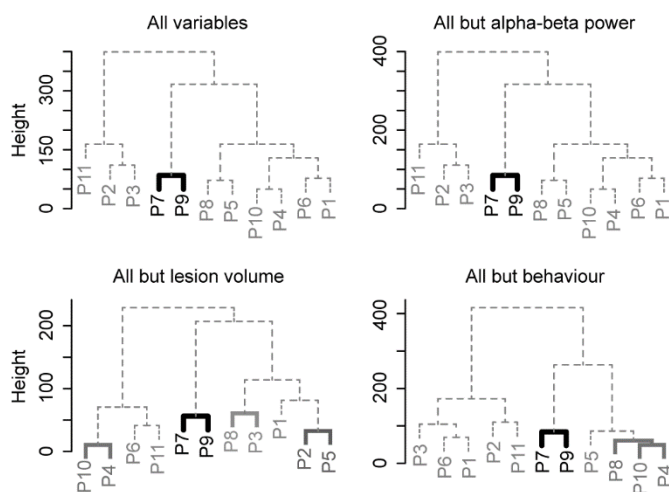 All variables
All but alpha-beta power
Height
0
150
300
P11
P2
P3
P7
P9
P8
P5
P10
P4
P6
P1
0
200
400
P11
P2
P3
P7
P9
P8
P5
P10
P4
P6
P1
All but lesion volume
All but behaviour
Height
0
100
200
P10
P4
P6
P11
P7
P9
P8
P3
P1
P2
P5
0
200
400
P3
P6
P1
P2
P11
P7
P9
P5
P8
P10
P4